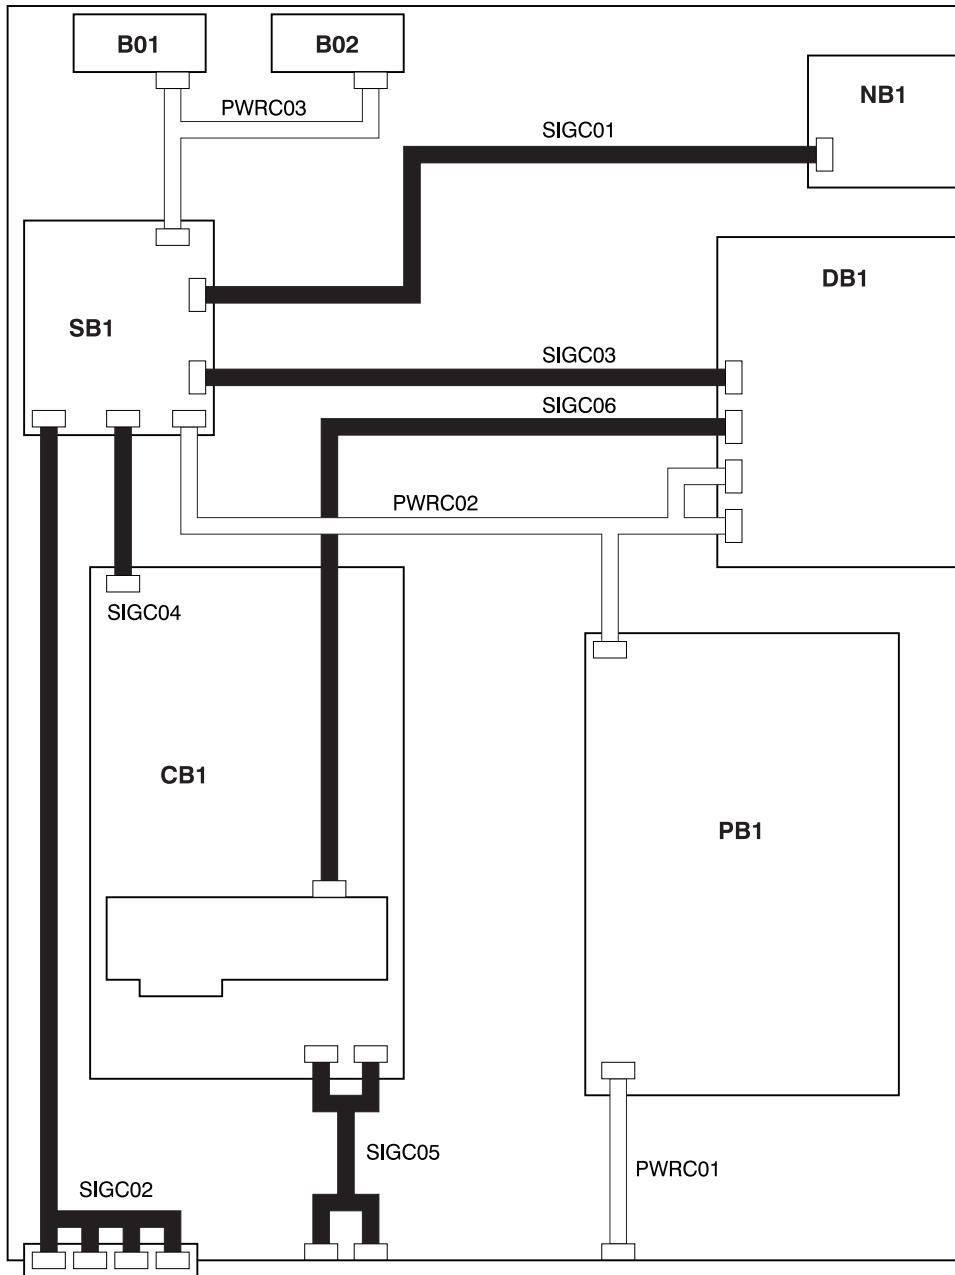 B01
B02
NB1
PWRC03
SIGC01
DB1
SB1
SIGC03
SIGC06
PWRC02
SIGC04
CB1
PB1
SIGC05
PWRC01
SIGC02